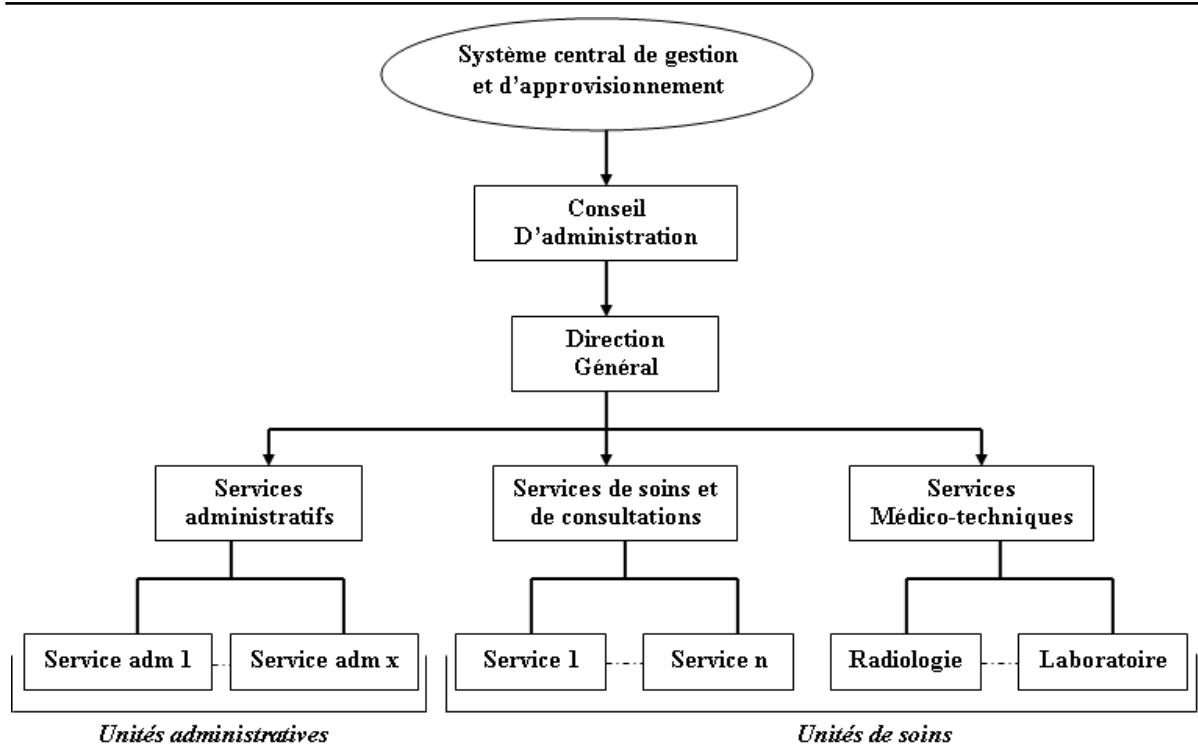 Système central de gestion
et d'approvisionnement
Conseil
D'administration
Direction
Général
Services
administratifs
Services de soins et
de consultations
Services
Médico-techniques
Service adm 1
Service adm x
Service 1
Service n
Radiologie
Laboratoire
Unités administratives
Unités de soins